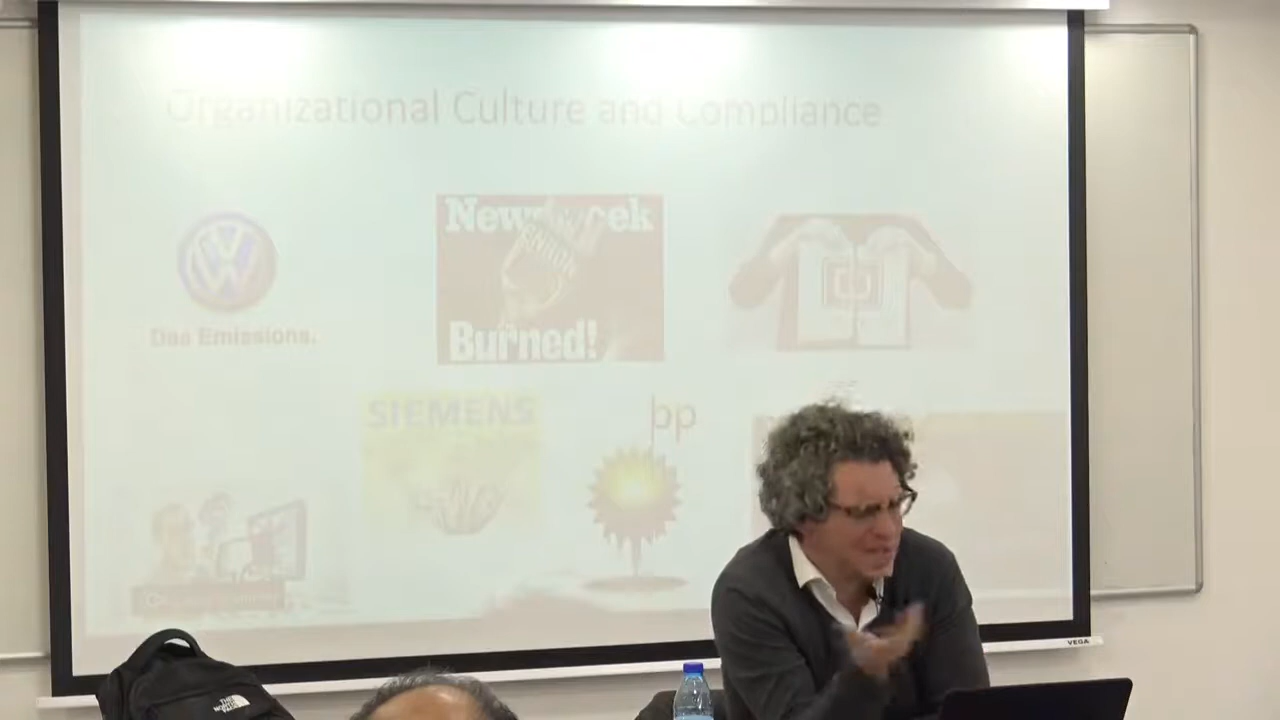 Organizational Culture and Compliance
Das Emissions.
Newsweek
Burned!
SIEMENS
bp
VEGA
THE
NORTH
FACE